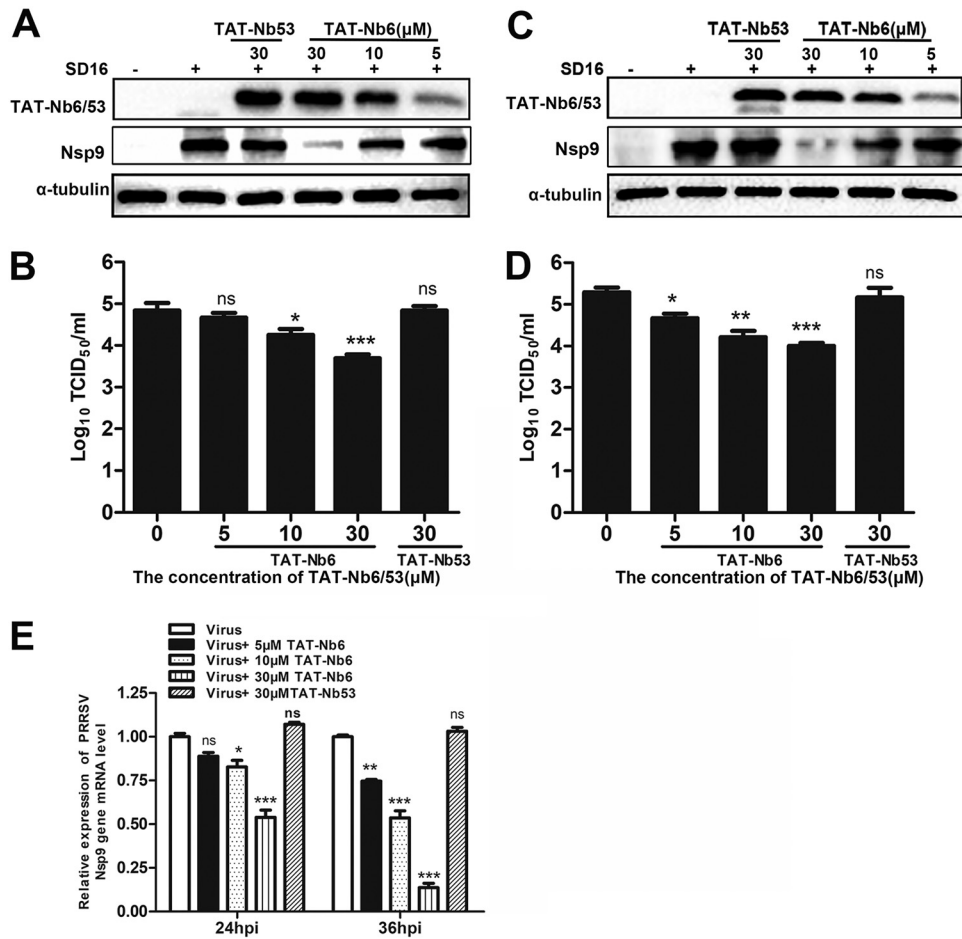 A
TAT-Nb53 TAT-Nb6(μM)
30 30 10 5
SD16 - + + + + +
TAT-Nb6/53
Nsp9
α-tubulin
C
TAT-Nb53 TAT-Nb6(μM)
30 30 10 5
SD16 - + + + + +
TAT-Nb6/53
Nsp9
α-tubulin
B
Log10 TCID50/ml
6
5
4
3
2
1
0
ns * *** ns
0 5 10 30 30
TAT-Nb6 TAT-Nb53
The concentration of TAT-Nb6/53(μM)
D
Log10 TCID50/ml
6
5
4
3
2
1
0
* ** *** ns
0 5 10 30 30
TAT-Nb6 TAT-Nb53
The concentration of TAT-Nb6/53(μM)
E
Virus
Virus+ 5μM TAT-Nb6
Virus+ 10μM TAT-Nb6
Virus+ 30μM TAT-Nb6
Virus+ 30μMTAT-Nb53
Relative expression of PRRSV
Nsp9 gene mRNA level
1.25
1.00
0.75
0.50
0.25
0.00
ns * *** ns
** *** *** ns
24hpi 36hpi